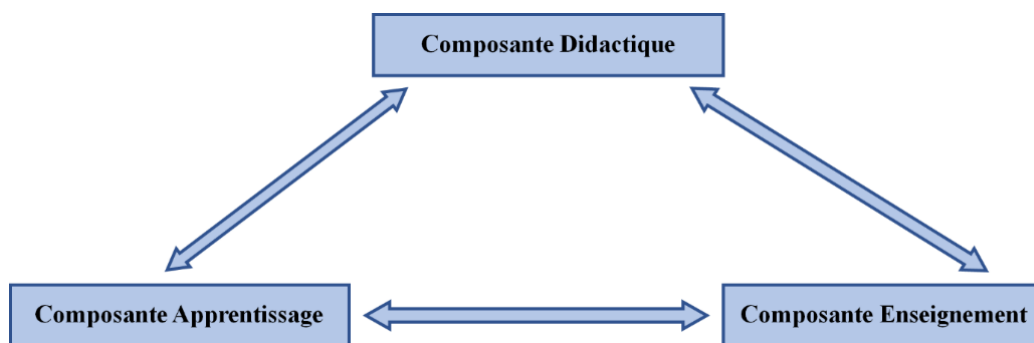 Composante Didactique
Composante Apprentissage
Composante Enseignement